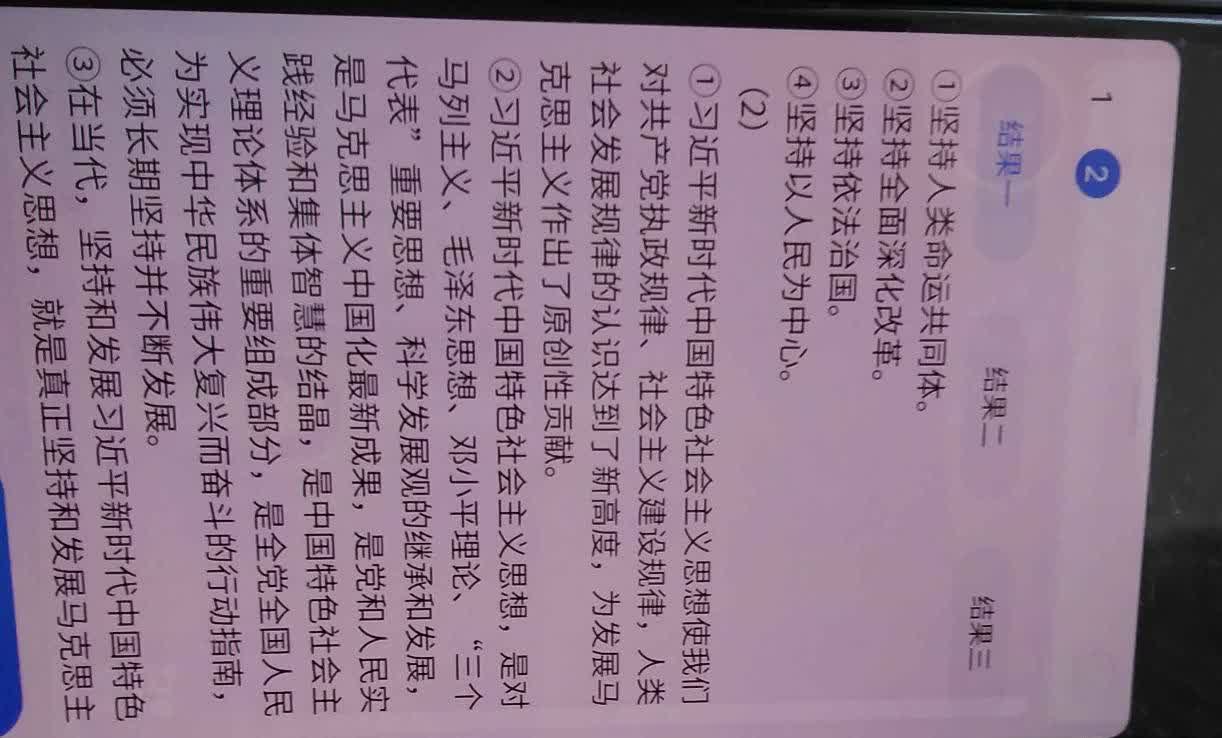 1 2
结果一 结果二 结果三
①坚持人类命运共同体。
②坚持全面深化改革。
③坚持依法治国。
④坚持以人民为中心。
（2）
①习近平新时代中国特色社会主义思想使我们
对共产党执政规律、社会主义建设规律，人类
社会发展规律的认识达到了新高度，为发展马
克思主义作出了原创性贡献。
②习近平新时代中国特色社会主义思想，是对
马列主义、毛泽东思想、邓小平理论、“三个
代表”重要思想、科学发展观的继承和发展，
是马克思主义中国化最新成果，是党和人民实
践经验和集体智慧的结晶，是中国特色社会主
义理论体系的重要组成部分，是全党全国人民
为实现中华民族伟大复兴而奋斗的行动指南，
必须长期坚持并不断发展。
③在当代，坚持和发展习近平新时代中国特色
社会主义思想，就是真正坚持和发展马克思主